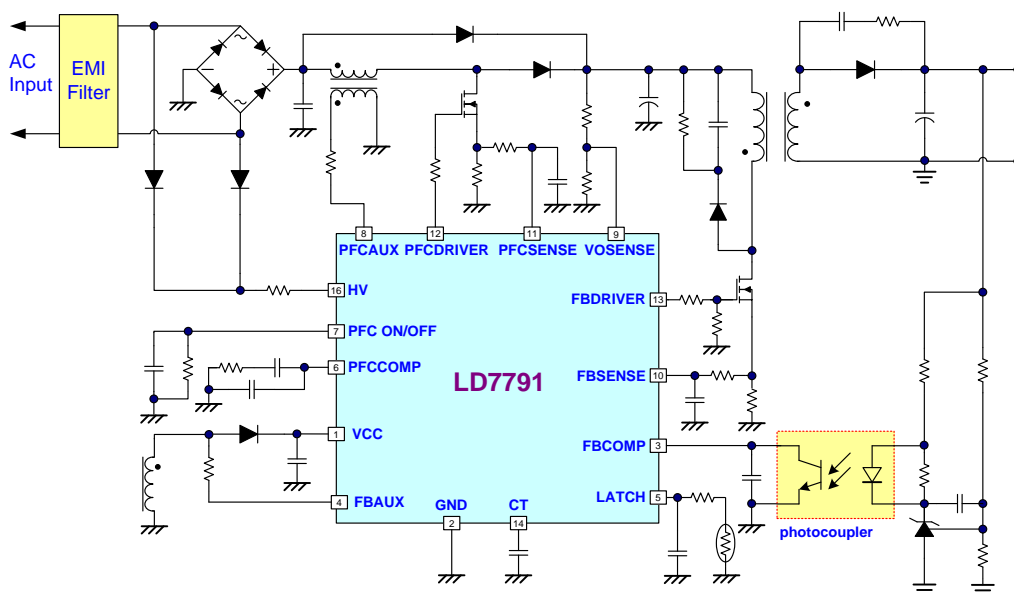 AC
Input
EMI
Filter
~
- +
~
8 12 11 9
PFCAUX PFCDRIVER PFCSENSE VOSENSE
16 HV
FBDRIVER 13
7 PFC ON/OFF
6 PFCCOMP
LD7791
FBSENSE 10
1 VCC
FBCOMP 3
LATCH 5
4 FBAUX
GND CT
2 14
photocoupler